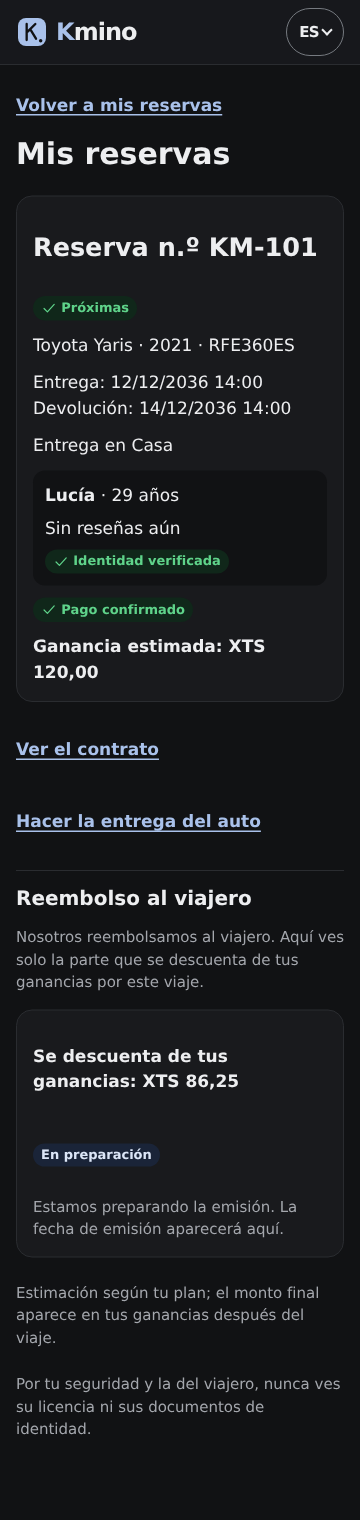 K. Kmino
ES
Volver a mis reservas
Mis reservas
Reserva n.º KM-101
Próximas
Toyota Yaris · 2021 · RFE360ES
Entrega: 12/12/2036 14:00
Devolución: 14/12/2036 14:00
Entrega en Casa
Lucía · 29 años
Sin reseñas aún
Identidad verificada
Pago confirmado
Ganancia estimada: XTS
120,00
Ver el contrato
Hacer la entrega del auto
Reembolso al viajero
Nosotros reembolsamos al viajero. Aquí ves
solo la parte que se descuenta de tus
ganancias por este viaje.
Se descuenta de tus
ganancias: XTS 86,25
En preparación
Estamos preparando la emisión. La
fecha de emisión aparecerá aquí.
Estimación según tu plan; el monto final
aparece en tus ganancias después del
viaje.
Por tu seguridad y la del viajero, nunca ves
su licencia ni sus documentos de
identidad.